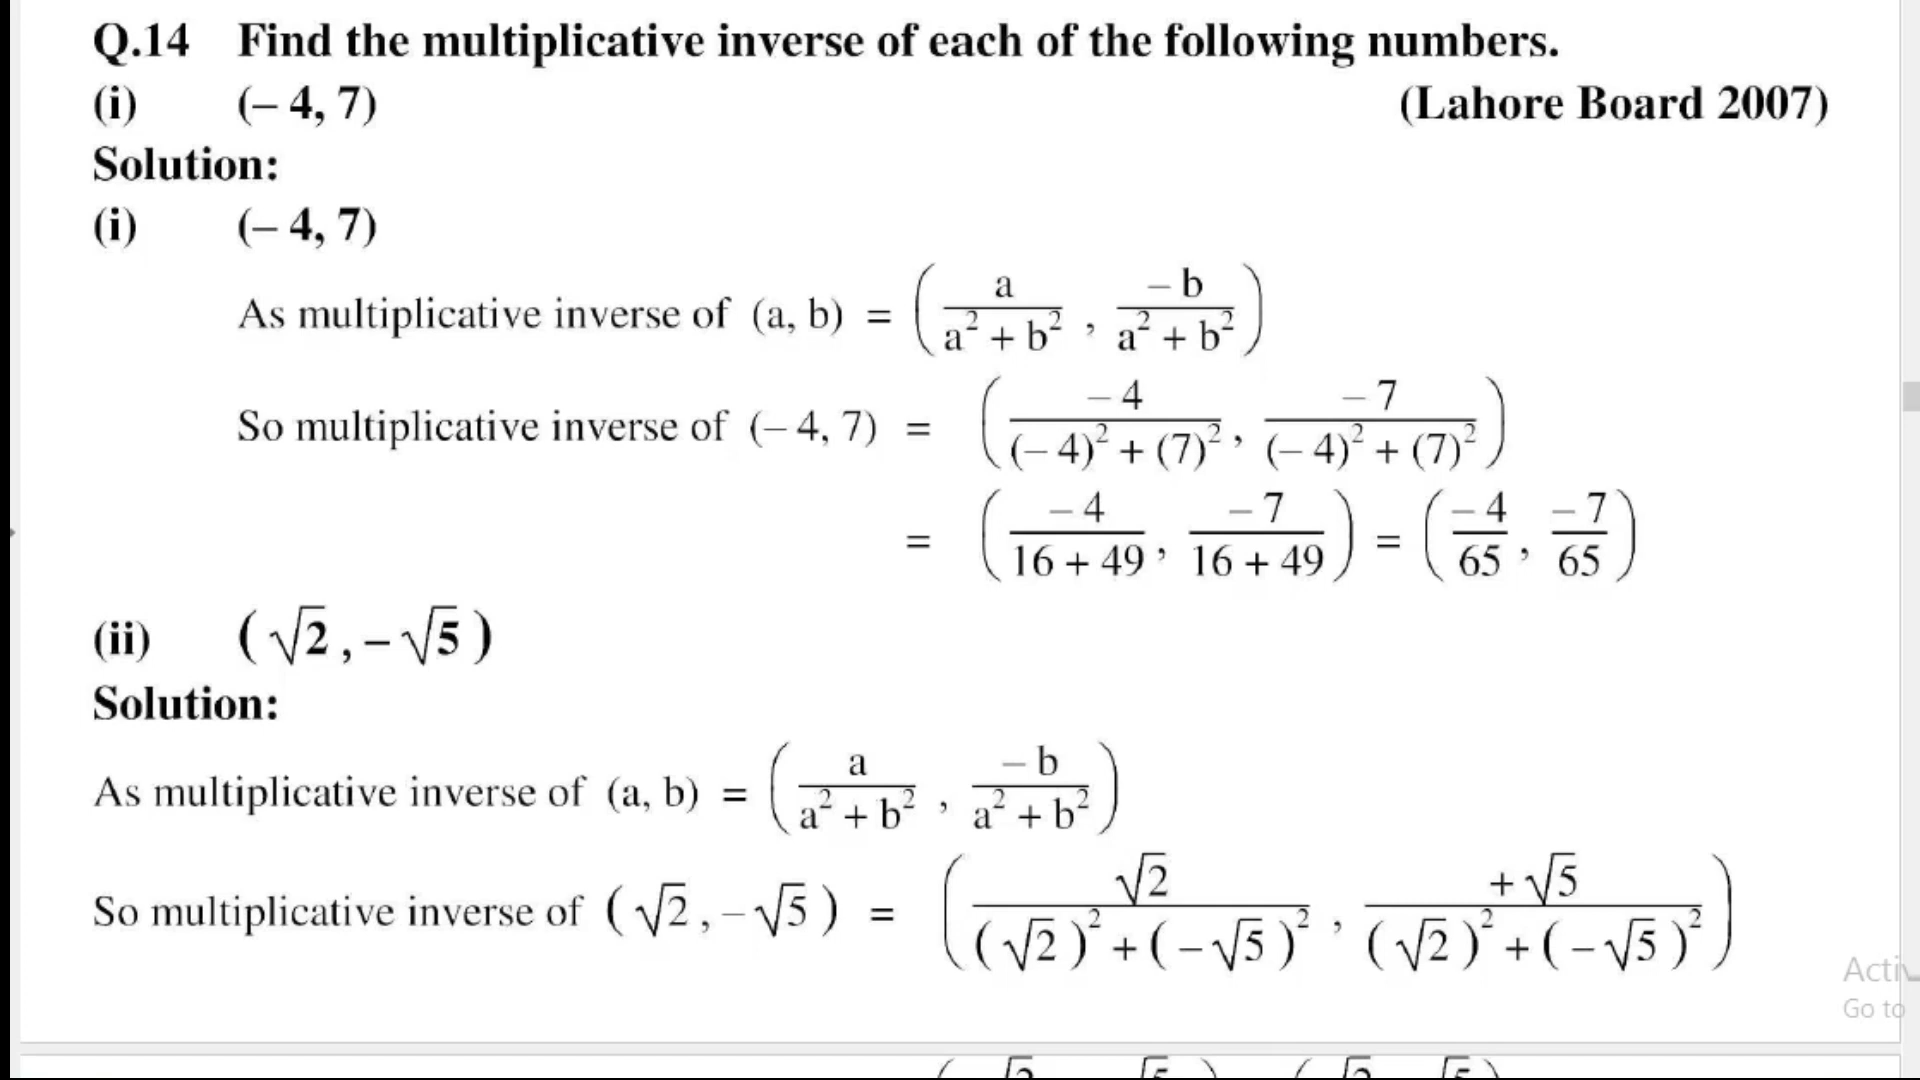 Q.14 Find the multiplicative inverse of each of the following numbers.
(i) (– 4, 7) (Lahore Board 2007)
Solution:
(i) (– 4, 7)
As multiplicative inverse of (a, b) = ( a / a² + b² , – b / a² + b² )
So multiplicative inverse of (– 4, 7) = ( – 4 / (– 4)² + (7)² , – 7 / (– 4)² + (7)² )
= ( – 4 / 16 + 49 , – 7 / 16 + 49 ) = ( – 4 / 65 , – 7 / 65 )
(ii) ( √2 , – √5 )
Solution:
As multiplicative inverse of (a, b) = ( a / a² + b² , – b / a² + b² )
So multiplicative inverse of ( √2 , – √5 ) = ( √2 / ( √2 )² + ( – √5 )² , + √5 / ( √2 )² + ( – √5 )² )
Activ
Go to